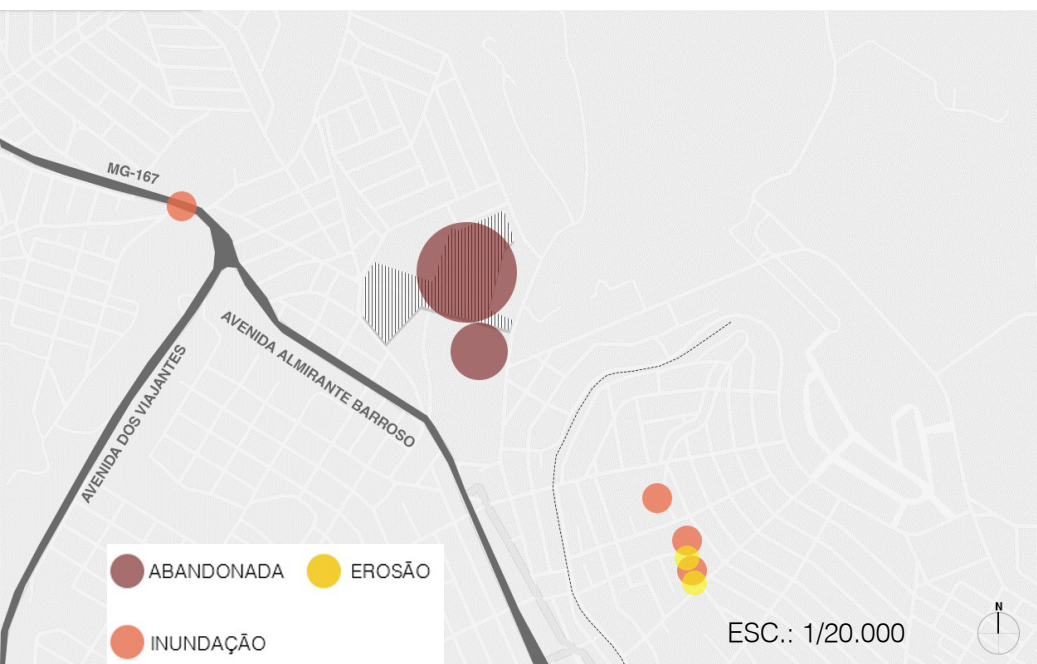 MG-167
AVENIDA ALMIRANTE BARROSO
AVENIDA DOS VIAJANTES
ABANDONADA
EROSÃO
INUNDAÇÃO
ESC.: 1/20.000
N